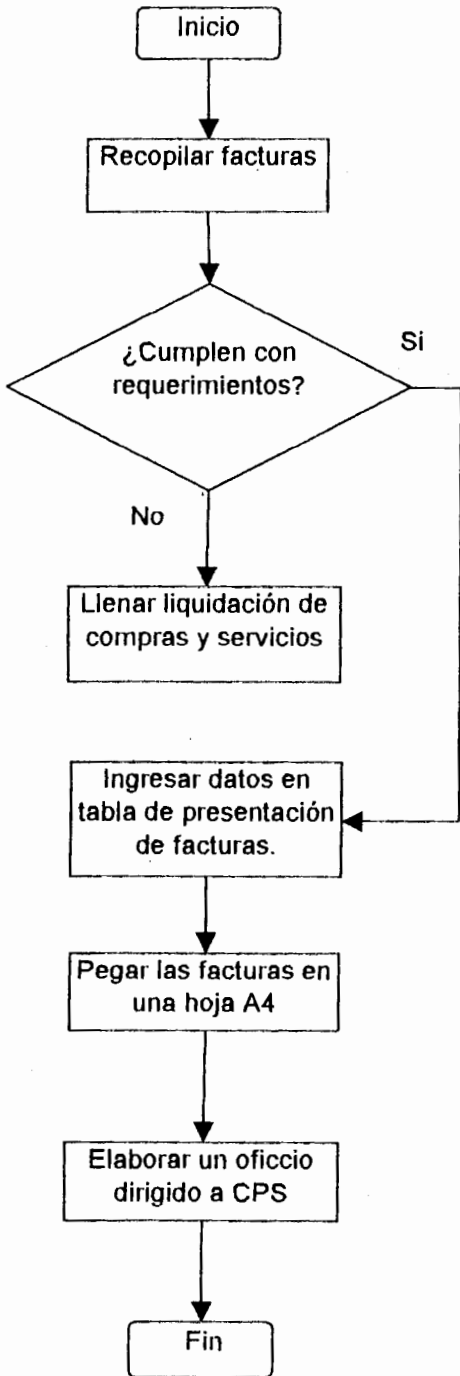 Inicio
Recopilar facturas
¿Cumplen con
requerimientos?
Si
No
Llenar liquidación de
compras y servicios
Ingresar datos en
tabla de presentación
de facturas.
Pegar las facturas en
una hoja A4
Elaborar un oficcio
dirigido a CPS
Fin